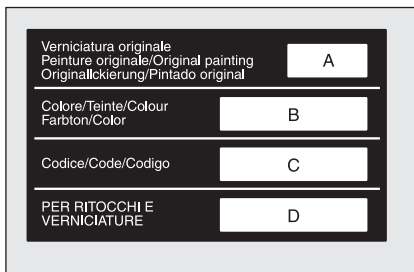 Verniciatura originale
Peinture originale/Original painting
Originallckierung/Pintado original
A
Colore/Teinte/Colour
Farbton/Color
B
Codice/Code/Codigo
C
PER RITOCCHI E
VERNICIATURE
D